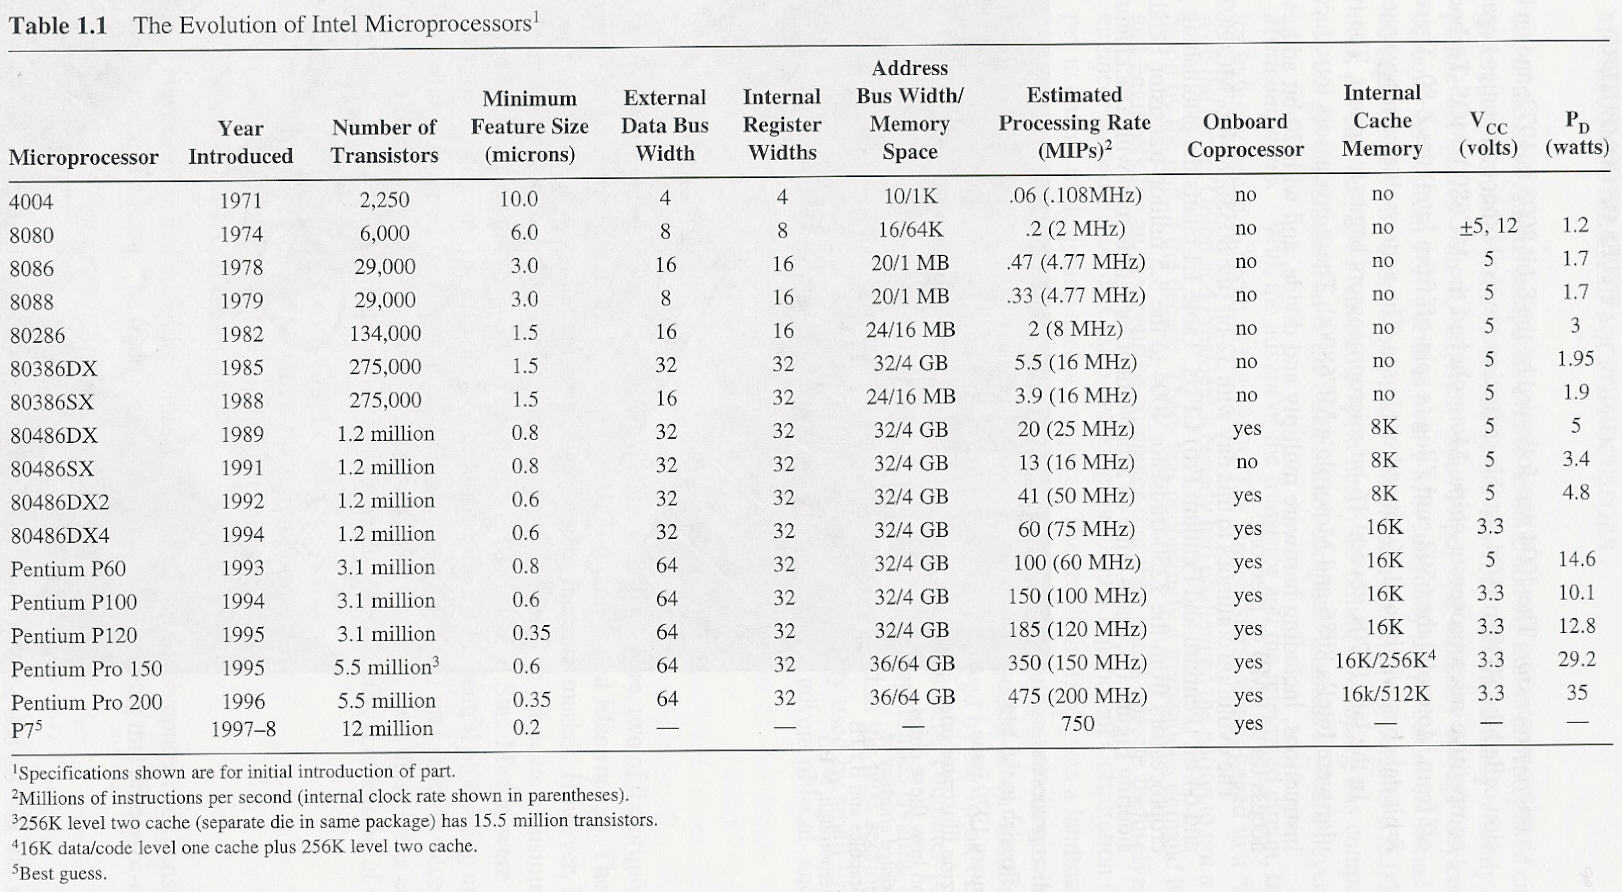 Table 1.1 The Evolution of Intel Microprocessors¹
Address
Minimum External Internal Bus Width/ Estimated Internal
Year Number of Feature Size Data Bus Register Memory Processing Rate Onboard Cache V_CC P_D
Microprocessor Introduced Transistors (microns) Width Widths Space (MIPs)² Coprocessor Memory (volts) (watts)
4004 1971 2,250 10.0 4 4 10/1K .06 (.108MHz) no no
8080 1974 6,000 6.0 8 8 16/64K .2 (2 MHz) no no ±5, 12 1.2
8086 1978 29,000 3.0 16 16 20/1 MB .47 (4.77 MHz) no no 5 1.7
8088 1979 29,000 3.0 8 16 20/1 MB .33 (4.77 MHz) no no 5 1.7
80286 1982 134,000 1.5 16 16 24/16 MB 2 (8 MHz) no no 5 3
80386DX 1985 275,000 1.5 32 32 32/4 GB 5.5 (16 MHz) no no 5 1.95
80386SX 1988 275,000 1.5 16 32 24/16 MB 3.9 (16 MHz) no no 5 1.9
80486DX 1989 1.2 million 0.8 32 32 32/4 GB 20 (25 MHz) yes 8K 5 5
80486SX 1991 1.2 million 0.8 32 32 32/4 GB 13 (16 MHz) no 8K 5 3.4
80486DX2 1992 1.2 million 0.6 32 32 32/4 GB 41 (50 MHz) yes 8K 5 4.8
80486DX4 1994 1.2 million 0.6 32 32 32/4 GB 60 (75 MHz) yes 16K 3.3
Pentium P60 1993 3.1 million 0.8 64 32 32/4 GB 100 (60 MHz) yes 16K 5 14.6
Pentium P100 1994 3.1 million 0.6 64 32 32/4 GB 150 (100 MHz) yes 16K 3.3 10.1
Pentium P120 1995 3.1 million 0.35 64 32 32/4 GB 185 (120 MHz) yes 16K 3.3 12.8
Pentium Pro 150 1995 5.5 million³ 0.6 64 32 36/64 GB 350 (150 MHz) yes 16K/256K⁴ 3.3 29.2
Pentium Pro 200 1996 5.5 million 0.35 64 32 36/64 GB 475 (200 MHz) yes 16k/512K 3.3 35
P7⁵ 1997–8 12 million 0.2 — — — 750 yes — — —
¹Specifications shown are for initial introduction of part.
²Millions of instructions per second (internal clock rate shown in parentheses).
³256K level two cache (separate die in same package) has 15.5 million transistors.
⁴16K data/code level one cache plus 256K level two cache.
⁵Best guess.